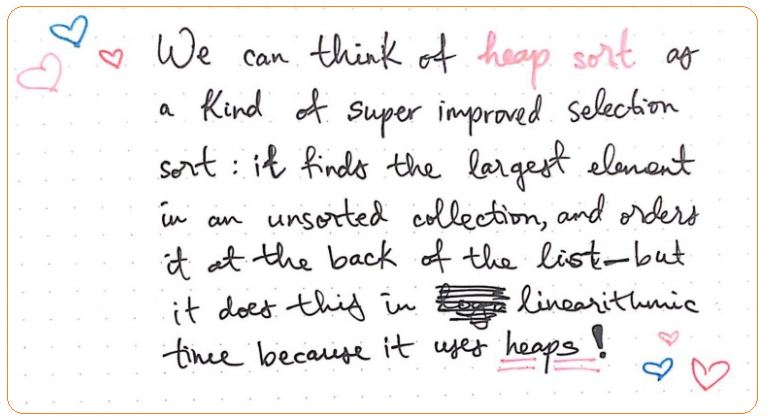 We can think of heap sort as
a kind of super improved selection
sort : it finds the largest element
in an unsorted collection, and orders
it at the back of the list—but
it does this in linearithmic
time because it uses heaps!